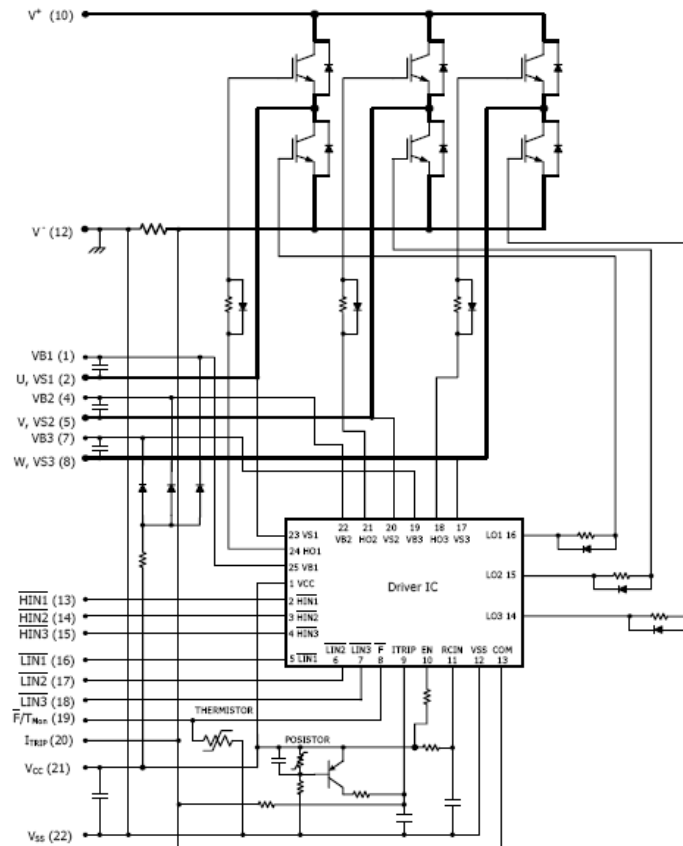 V+ (10)
V- (12)
VB1 (1)
U, VS1 (2)
VB2 (4)
V, VS2 (5)
VB3 (7)
W, VS3 (8)
22 21 20 19 18 17
VB2 HO2 VS2 VB3 HO3 VS3
23 VS1
24 HO1
25 VB1
1 VCC
2 HIN1
3 HIN2
4 HIN3
5 LIN1
Driver IC
LO1 16
LO2 15
LO3 14
LIN2 LIN3 F ITRIP EN RCIN VSS COM
6 7 8 9 10 11 12 13
HIN1 (13)
HIN2 (14)
HIN3 (15)
LIN1 (16)
LIN2 (17)
LIN3 (18)
F/TMon (19)
ITRIP (20)
VCC (21)
VSS (22)
THERMISTOR
POSISTOR